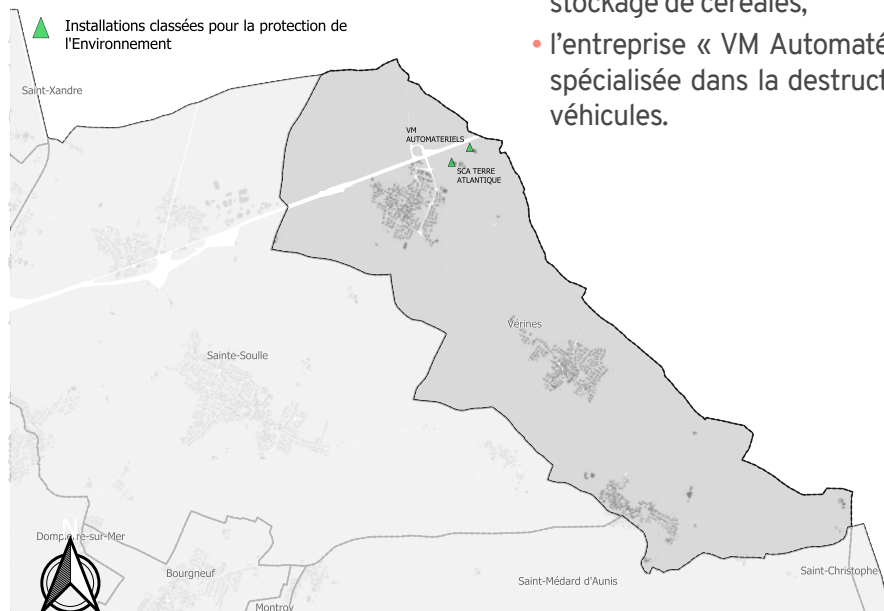 stockage de céréales,
• l'entreprise « VM Automaté
spécialisée dans la destruct
véhicules.
Installations classées pour la protection de
l'Environnement
Saint-Xandre
VM
AUTOMATERIELS
SCA TERRE
ATLANTIQUE
Vérines
Sainte-Soulle
N
Bourgneuf
Saint-Médard d'Aunis
Saint-Christophe
Montroy